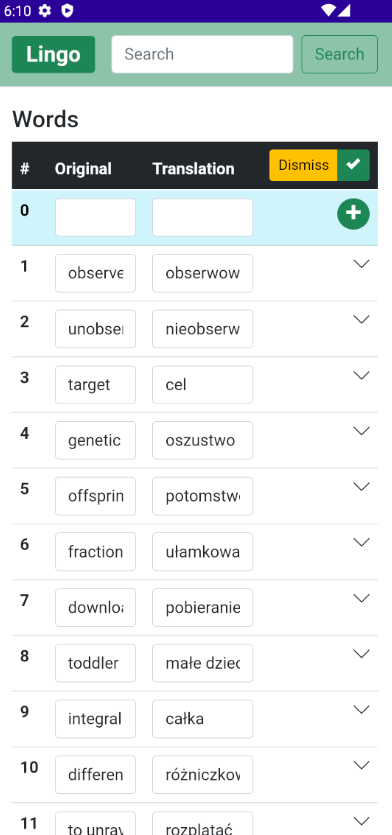 6:10
Lingo Search Search
Words
# Original Translation Dismiss
0
1 observe obserwow
2 unobser nieobserw
3 target cel
4 genetic oszustwo
5 offsprin potomstw
6 fraction ułamkowa
7 downloa pobieranie
8 toddler małe dziec
9 integral całka
10 differen różniczkow
11 to unrav rozplatać